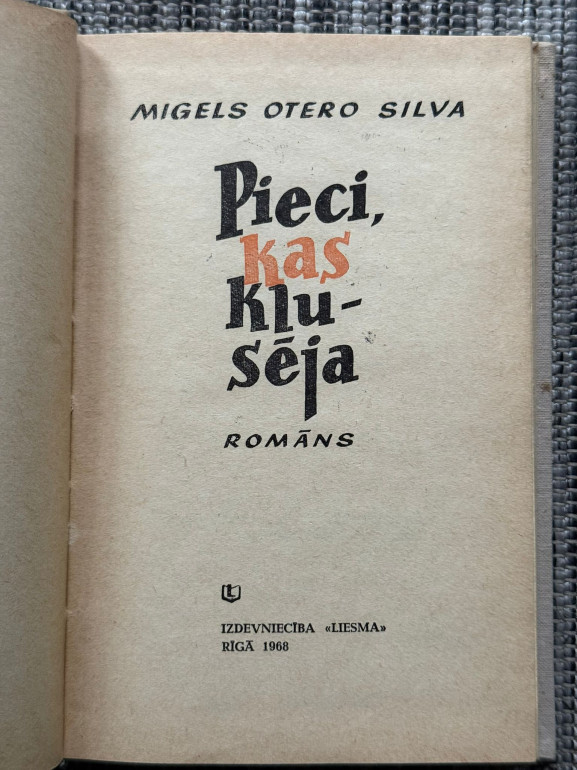 MIGELS OTERO SILVA
Pieci,
kas
klu-
sēja
ROMĀNS
IZDEVNIECĪBA «LIESMA»
RĪGĀ 1968